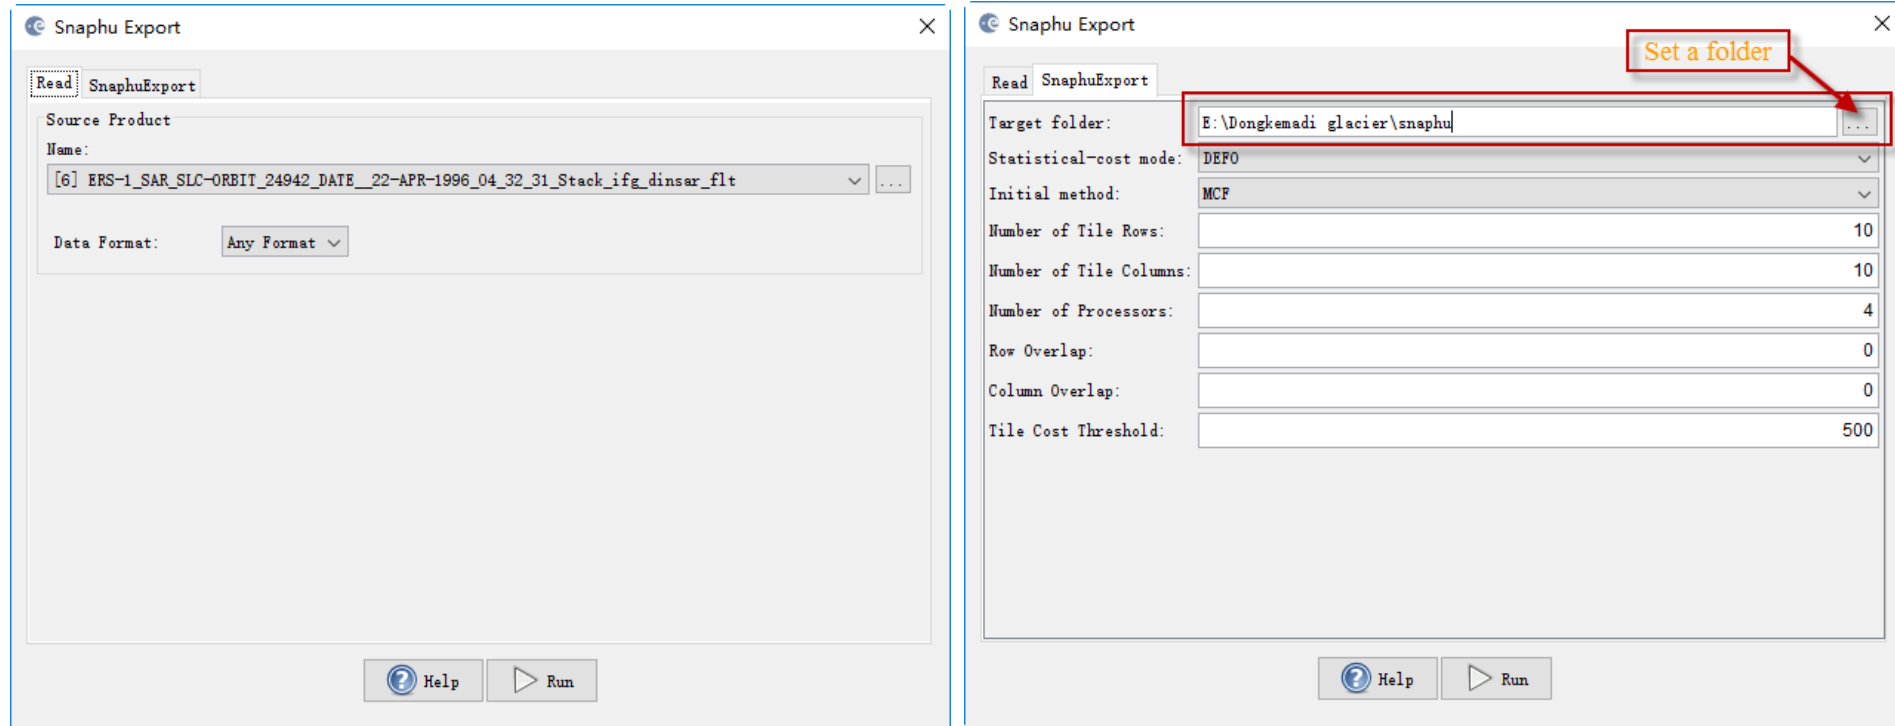 Snaphu Export
Read SnaphuExport
Source Product
Name:
[6] ERS-1_SAR_SLC-ORBIT_24942_DATE__22-APR-1996_04_32_31_Stack_ifg_dinsar_flt ...
Data Format: Any Format
Help Run
Snaphu Export
Set a folder
Read SnaphuExport
Target folder: E:\Dongkemadi glacier\snaphu ...
Statistical-cost mode: DEFO
Initial method: MCF
Number of Tile Rows: 10
Number of Tile Columns: 10
Number of Processors: 4
Row Overlap: 0
Column Overlap: 0
Tile Cost Threshold: 500
Help Run